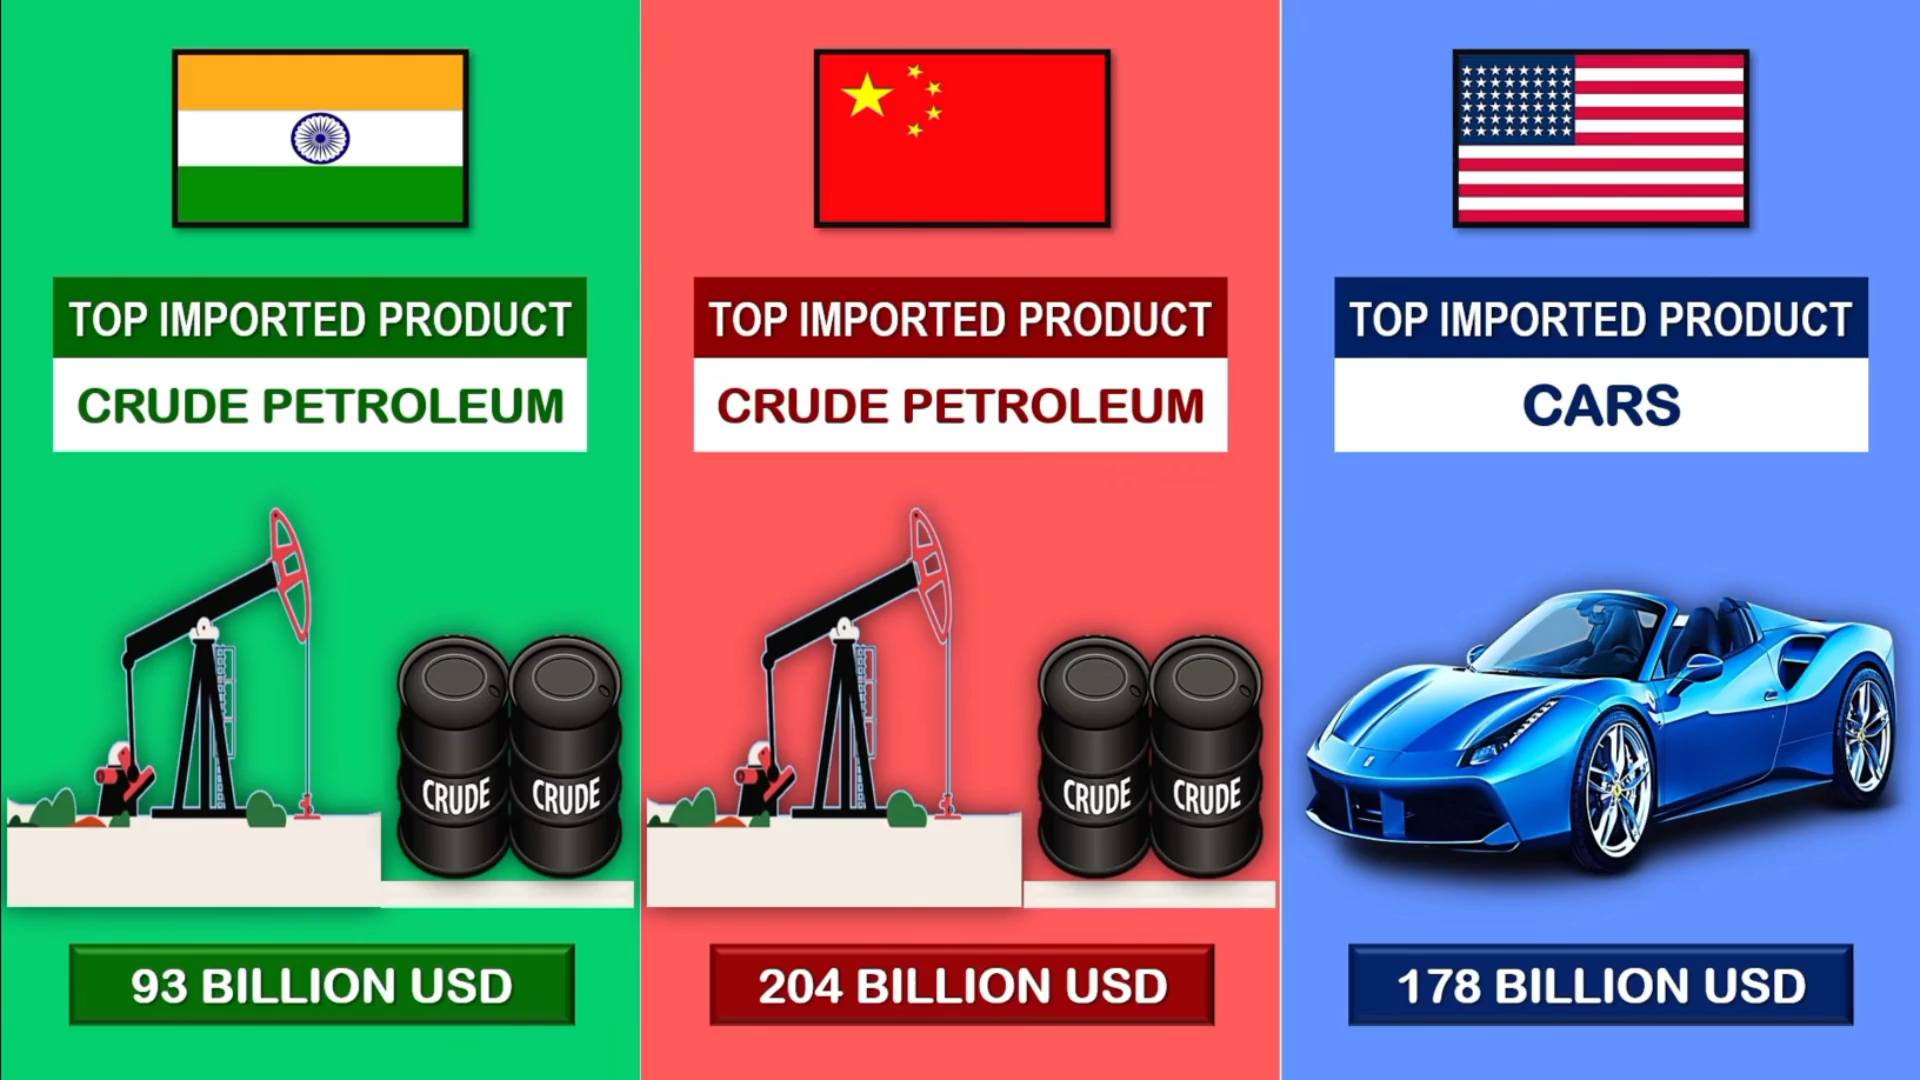 TOP IMPORTED PRODUCT
CRUDE PETROLEUM
CRUDE CRUDE
93 BILLION USD
TOP IMPORTED PRODUCT
CRUDE PETROLEUM
CRUDE CRUDE
204 BILLION USD
TOP IMPORTED PRODUCT
CARS
178 BILLION USD